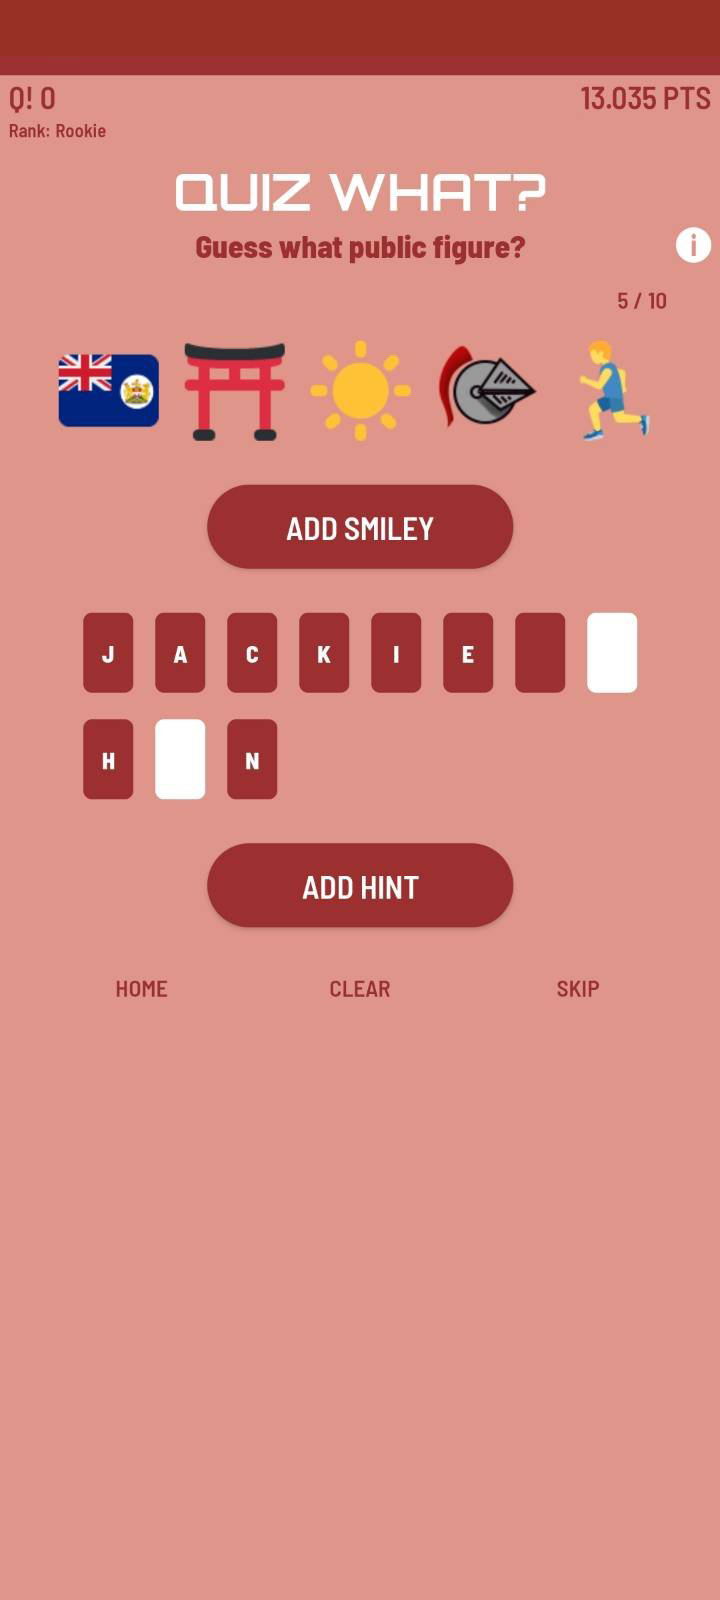 Q! 0
13.035 PTS
Rank: Rookie
QUIZ WHAT?
Guess what public figure?
i
5 / 10
ADD SMILEY
J A C K I E
H N
ADD HINT
HOME CLEAR SKIP